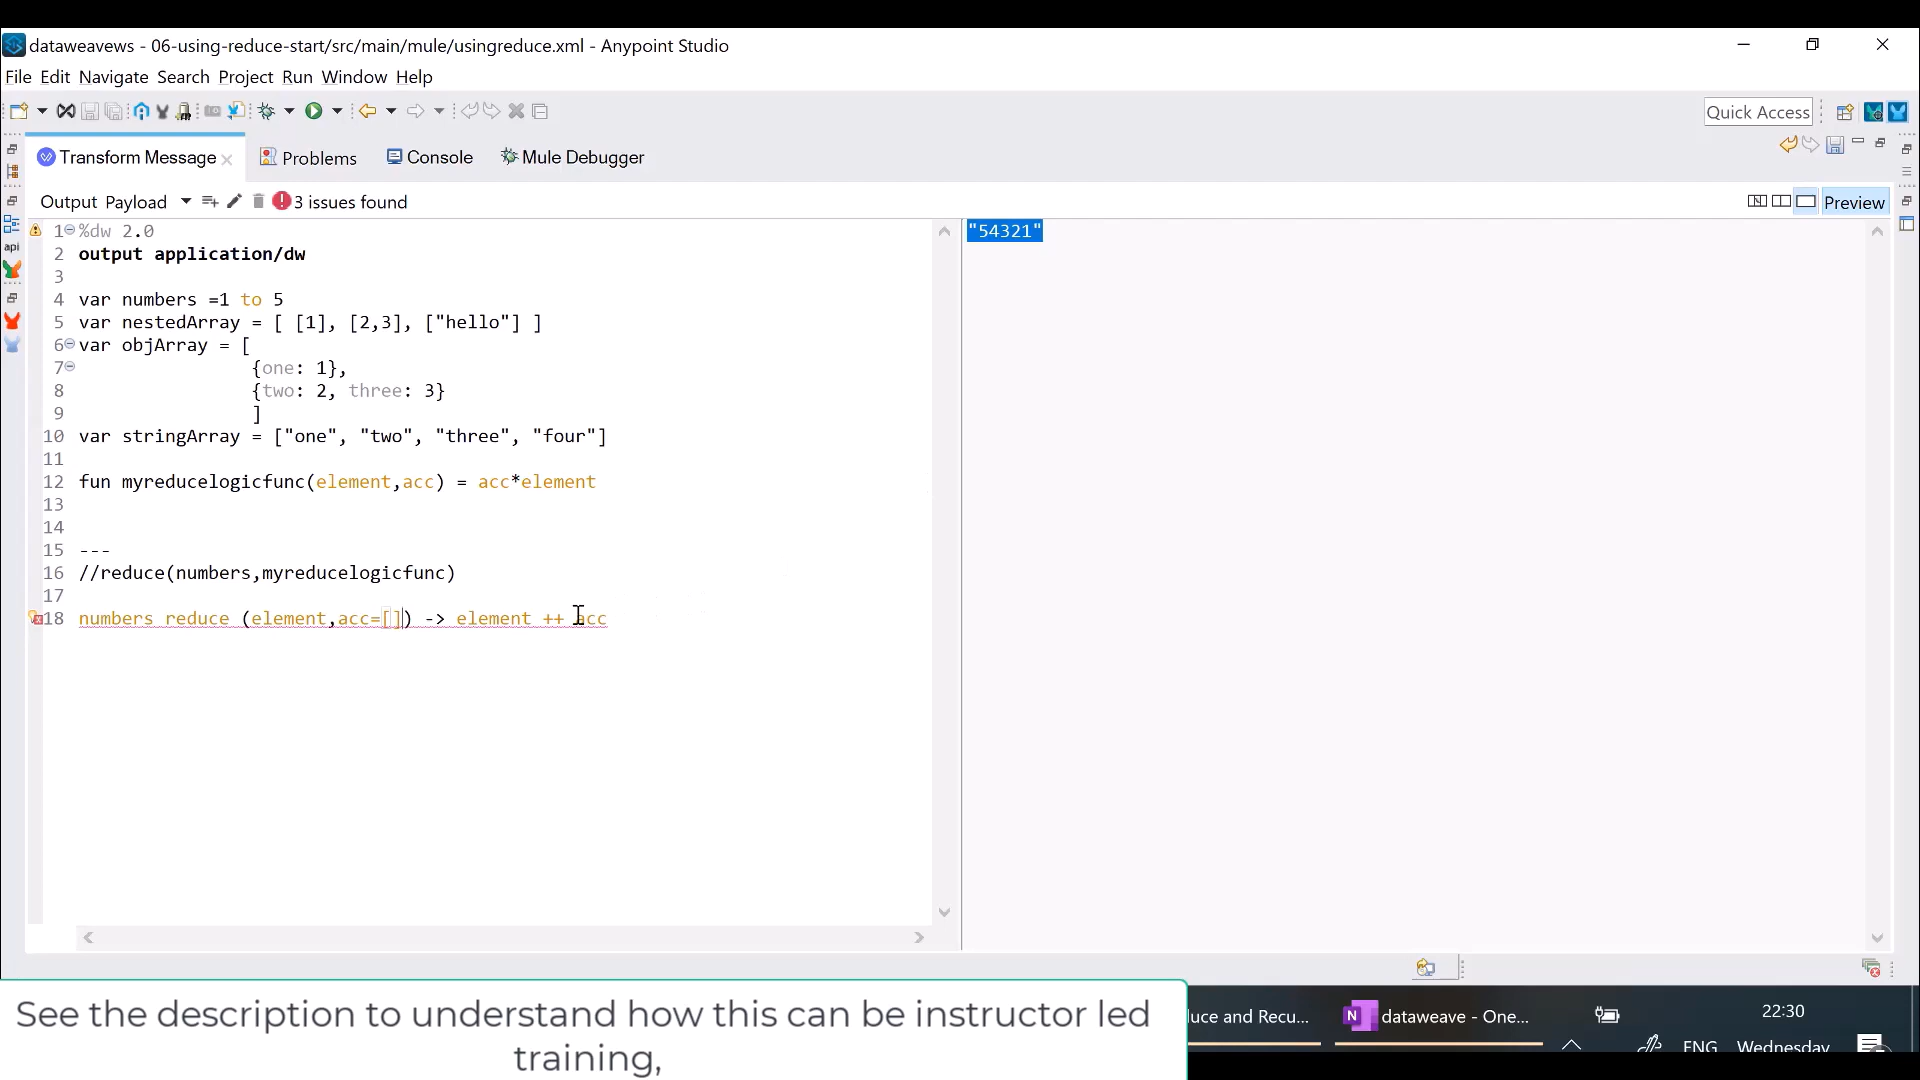 dataweavews - 06-using-reduce-start/src/main/mule/usingreduce.xml - Anypoint Studio
File Edit Navigate Search Project Run Window Help
Quick Access
Transform Message Problems Console Mule Debugger
Output Payload 3 issues found Preview
1 %dw 2.0
2 output application/dw
3
4 var numbers =1 to 5
5 var nestedArray = [ [1], [2,3], ["hello"] ]
6 var objArray = [
7 {one: 1},
8 {two: 2, three: 3}
9 ]
10 var stringArray = ["one", "two", "three", "four"]
11
12 fun myreducelogicfunc(element,acc) = acc*element
13
14
15 ---
16 //reduce(numbers,myreducelogicfunc)
17
18 numbers reduce (element,acc=[]) -> element ++ acc
"54321"
api
See the description to understand how this can be instructor led
training,
uce and Recu...
N dataweave - One...
22:30
ENG Wednesday